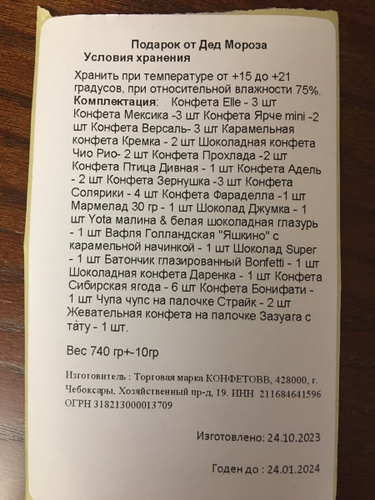 Подарок от Дед Мороза
Условия хранения
Хранить при температуре от +15 до +21
градусов, при относительной влажности 75%.
Комплектация: Конфета Elle - 3 шт
Конфета Мексика -3 шт Конфета Ярче mini -2
шт Конфета Версаль- 3 шт Карамельная
конфета Кремка - 2 шт Шоколадная конфета
Чио Рио- 2 шт Конфета Прохлада -2 шт
Конфета Птица Дивная - 1 шт Конфета Адель
- 2 шт Конфета Зернушка -3 шт Конфета
Солярики - 4 шт Конфета Фараделла -1 шт
Мармелад 30 гр - 1 шт Шоколад Джумка - 1
шт Yota малина & белая шоколадная глазурь
- 1 шт Вафля Голландская "Яшкино" с
карамельной начинкой - 1 шт Шоколад Super
- 1 шт Батончик глазированный Bonfetti - 1 шт
Шоколадная конфета Даренка - 1 шт Конфета
Сибирская ягода - 6 шт Конфета Бонифати -
1 шт Чупа чупс на палочке Страйк - 2 шт
Жевательная конфета на палочке Зазуага с
тату - 1 шт.
Вес 740 гр+-10гр
Изготовитель : Торговая марка КОНФЕТОВВ, 428000, г.
Чебоксары, Хозяйственный пр-д, 19. ИНН 211684641596
ОГРН 318213000013709
Изготовлено: 24.10.2023
Годен до : 24.01.2024